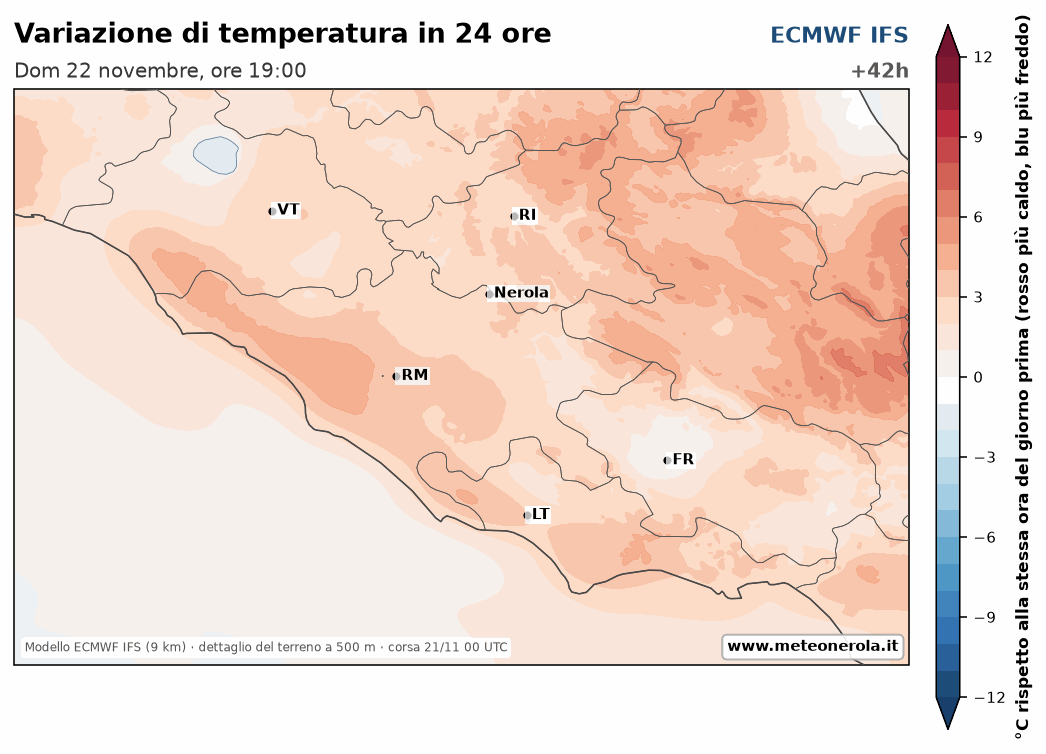 Variazione di temperatura in 24 ore
ECMWF IFS
Dom 22 novembre, ore 19:00
+42h
VT
RI
Nerola
RM
FR
LT
Modello ECMWF IFS (9 km) · dettaglio del terreno a 500 m · corsa 21/11 00 UTC
www.meteonerola.it
12
9
6
3
0
−3
−6
−9
−12
°C rispetto alla stessa ora del giorno prima (rosso più caldo, blu più freddo)